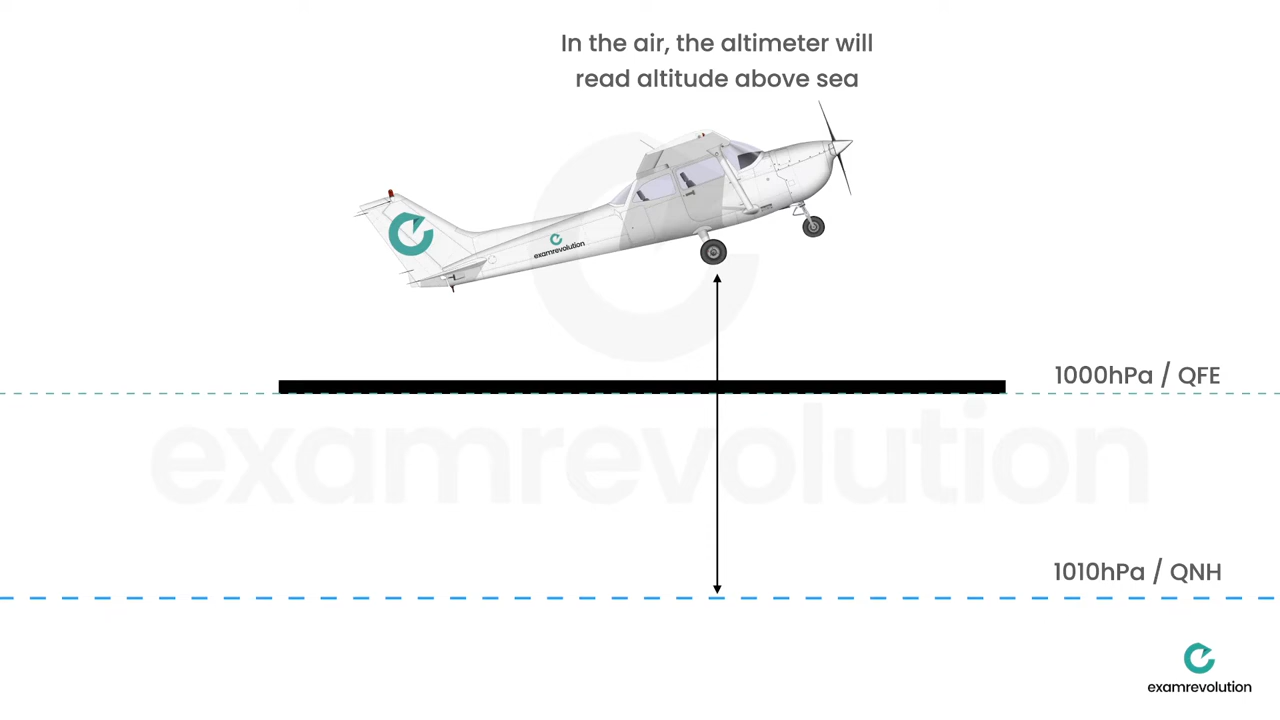 In the air, the altimeter will
read altitude above sea
examrevolution
1000hPa / QFE
examrevolution
1010hPa / QNH
examrevolution